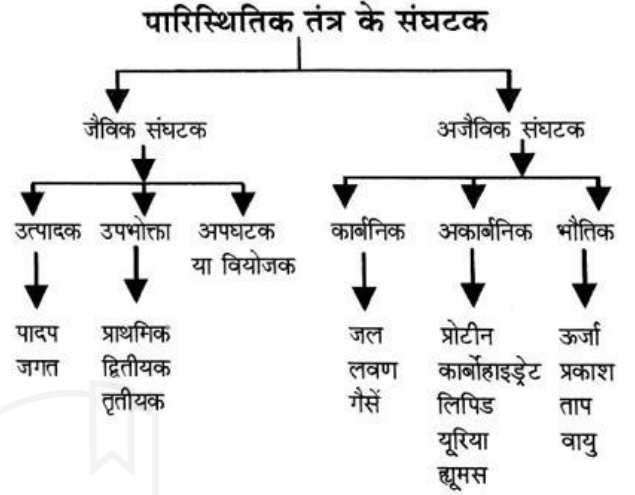 पारिस्थितिक तंत्र के संघटक
जैविक संघटक
अजैविक संघटक
उत्पादक
उपभोक्ता
अपघटक
या वियोजक
कार्बनिक
अकार्बनिक
भौतिक
पादप
जगत
प्राथमिक
द्वितीयक
तृतीयक
जल
लवण
गैसें
प्रोटीन
कार्बोहाइड्रेट
लिपिड
यूरिया
ह्यूमस
ऊर्जा
प्रकाश
ताप
वायु